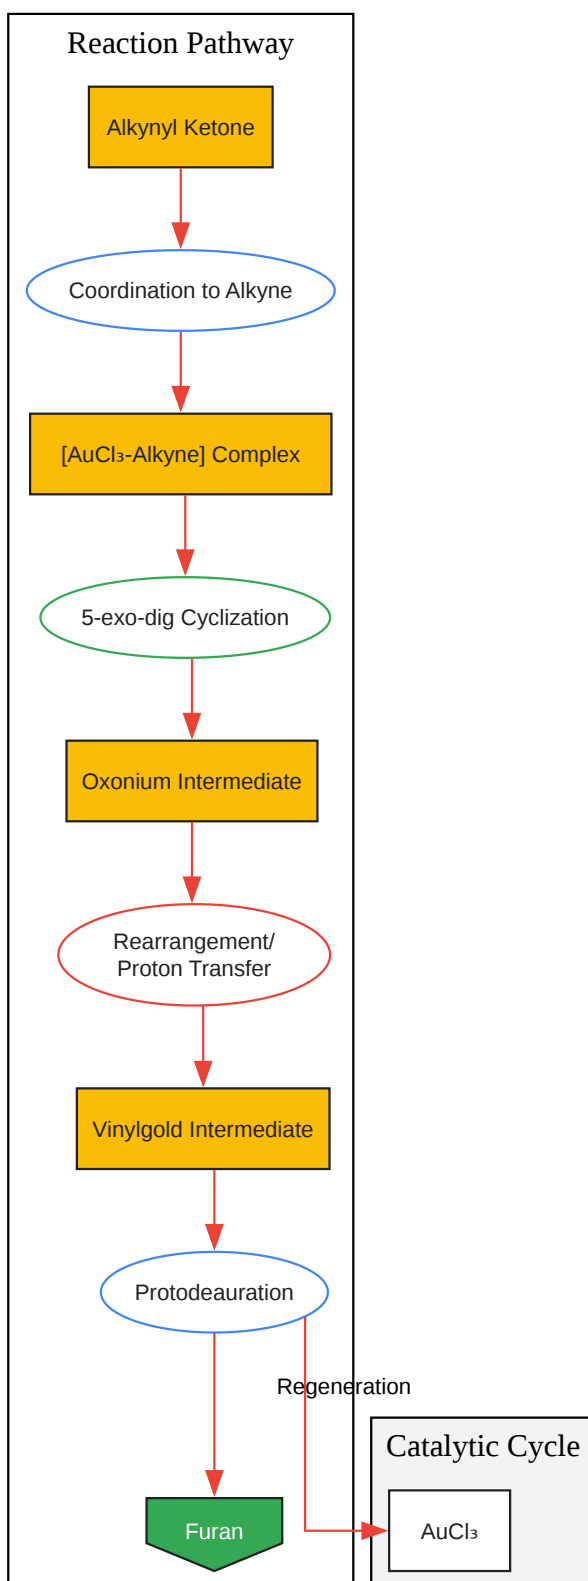 Reaction Pathway
Alkynyl Ketone
Coordination to Alkyne
[AuCl₃-Alkyne] Complex
5-exo-dig Cyclization
Oxonium Intermediate
Rearrangement/
Proton Transfer
Vinylgold Intermediate
Protodeauration
Regeneration
Catalytic Cycle
Furan
AuCl₃